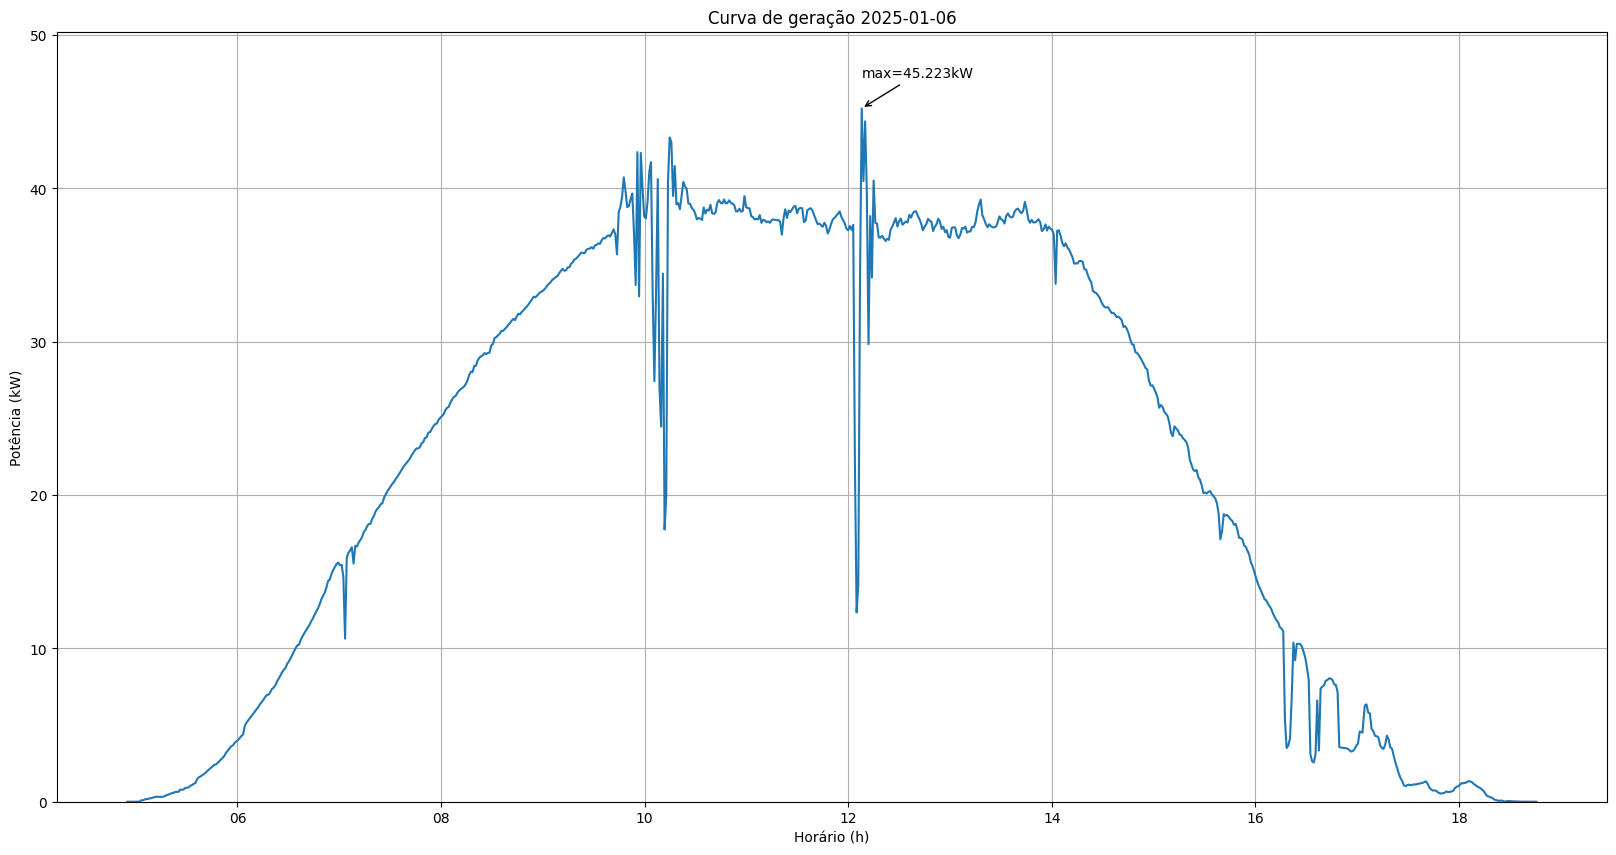 Curva de geração 2025-01-06
50
max=45.223kW
40
30
Potência (kW)
20
10
0
06 08 10 12 14 16 18
Horário (h)